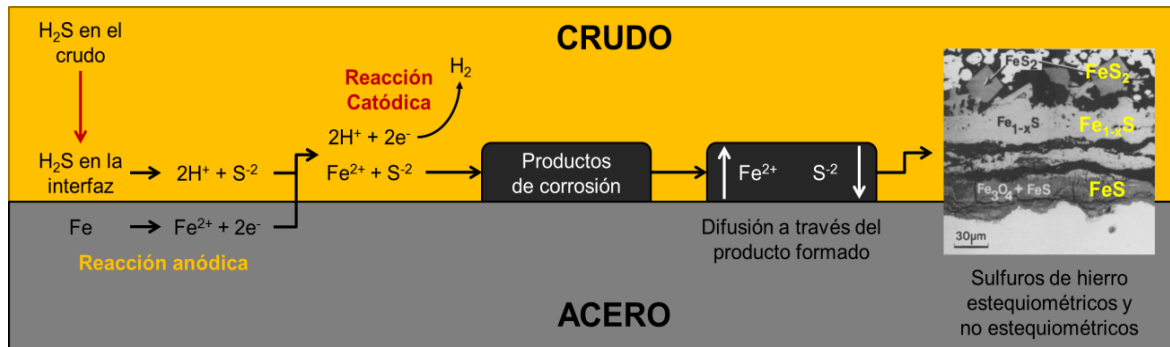 CRUDO
H₂S en el
crudo
H₂S en la
interfaz
2H⁺ + S⁻²
Fe
Fe²⁺ + 2e⁻
Reacción anódica
Reacción
Catódica
H₂
2H⁺ + 2e⁻
Fe²⁺ + S⁻²
Productos
de corrosión
Fe²⁺ S⁻²
Difusión a través del
producto formado
FeS₂ FeS₂
Fe₁₋ₓS Fe₁₋ₓS
Fe₃O₄ + FeS FeS
30µm
Sulfuros de hierro
estequiométricos y
no estequiométricos
ACERO